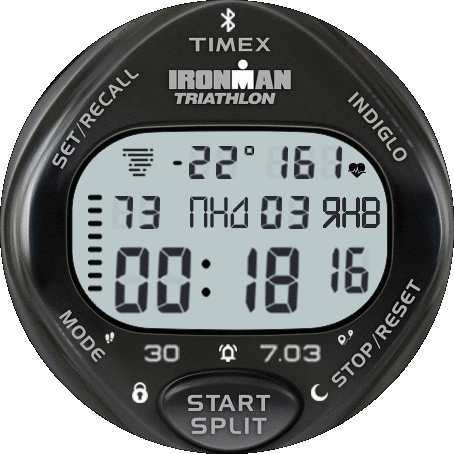 TIMEX
IRONMAN
TRIATHLON
SET/RECALL
INDIGLO
-22° 161
73 ПНД 03 ЯНВ
00:18 16
MODE
STOP/RESET
30 7.03
START
SPLIT